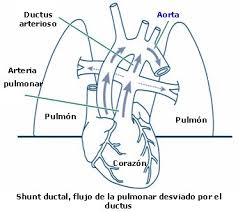 Ductus
arterioso
Aorta
Arteria
pulmonar
Pulmón
Pulmón
Corazón
Shunt ductal, flujo de la pulmonar desviado por el
ductus